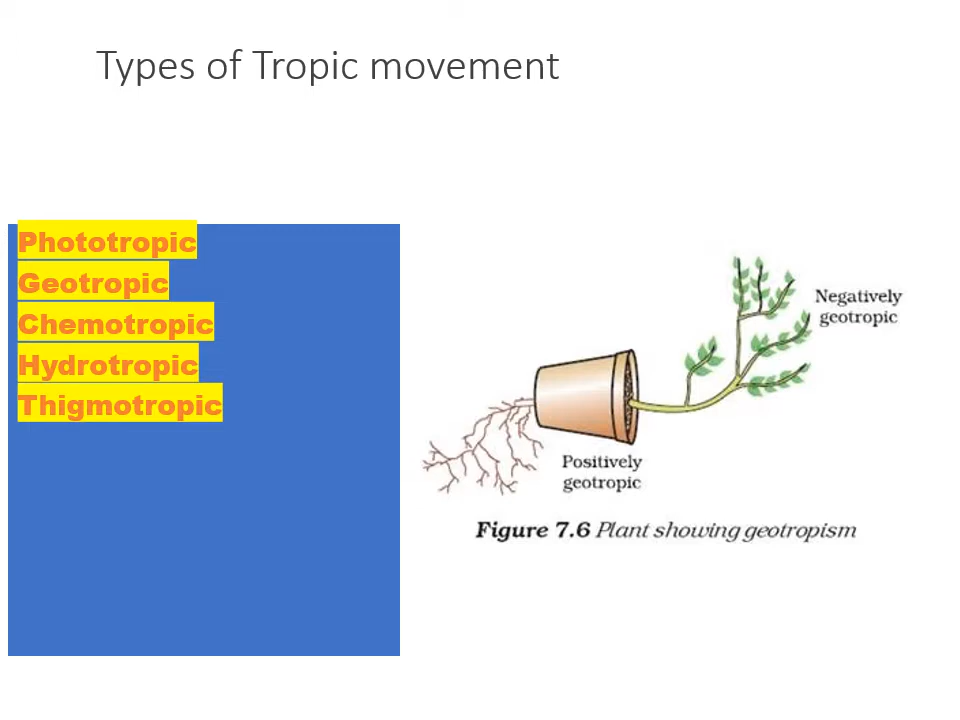 Types of Tropic movement
Phototropic
Geotropic
Chemotropic
Hydrotropic
Thigmotropic
Negatively
geotropic
Positively
geotropic
Figure 7.6 Plant showing geotropism